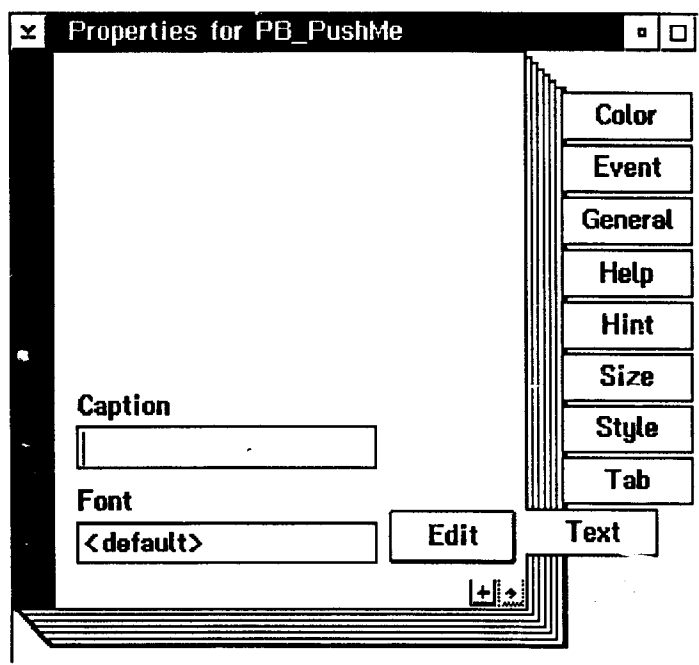 Properties for PB_PushMe
Color
Event
General
Help
Hint
Size
Style
Tab
Text
Caption
Font
<default>
Edit